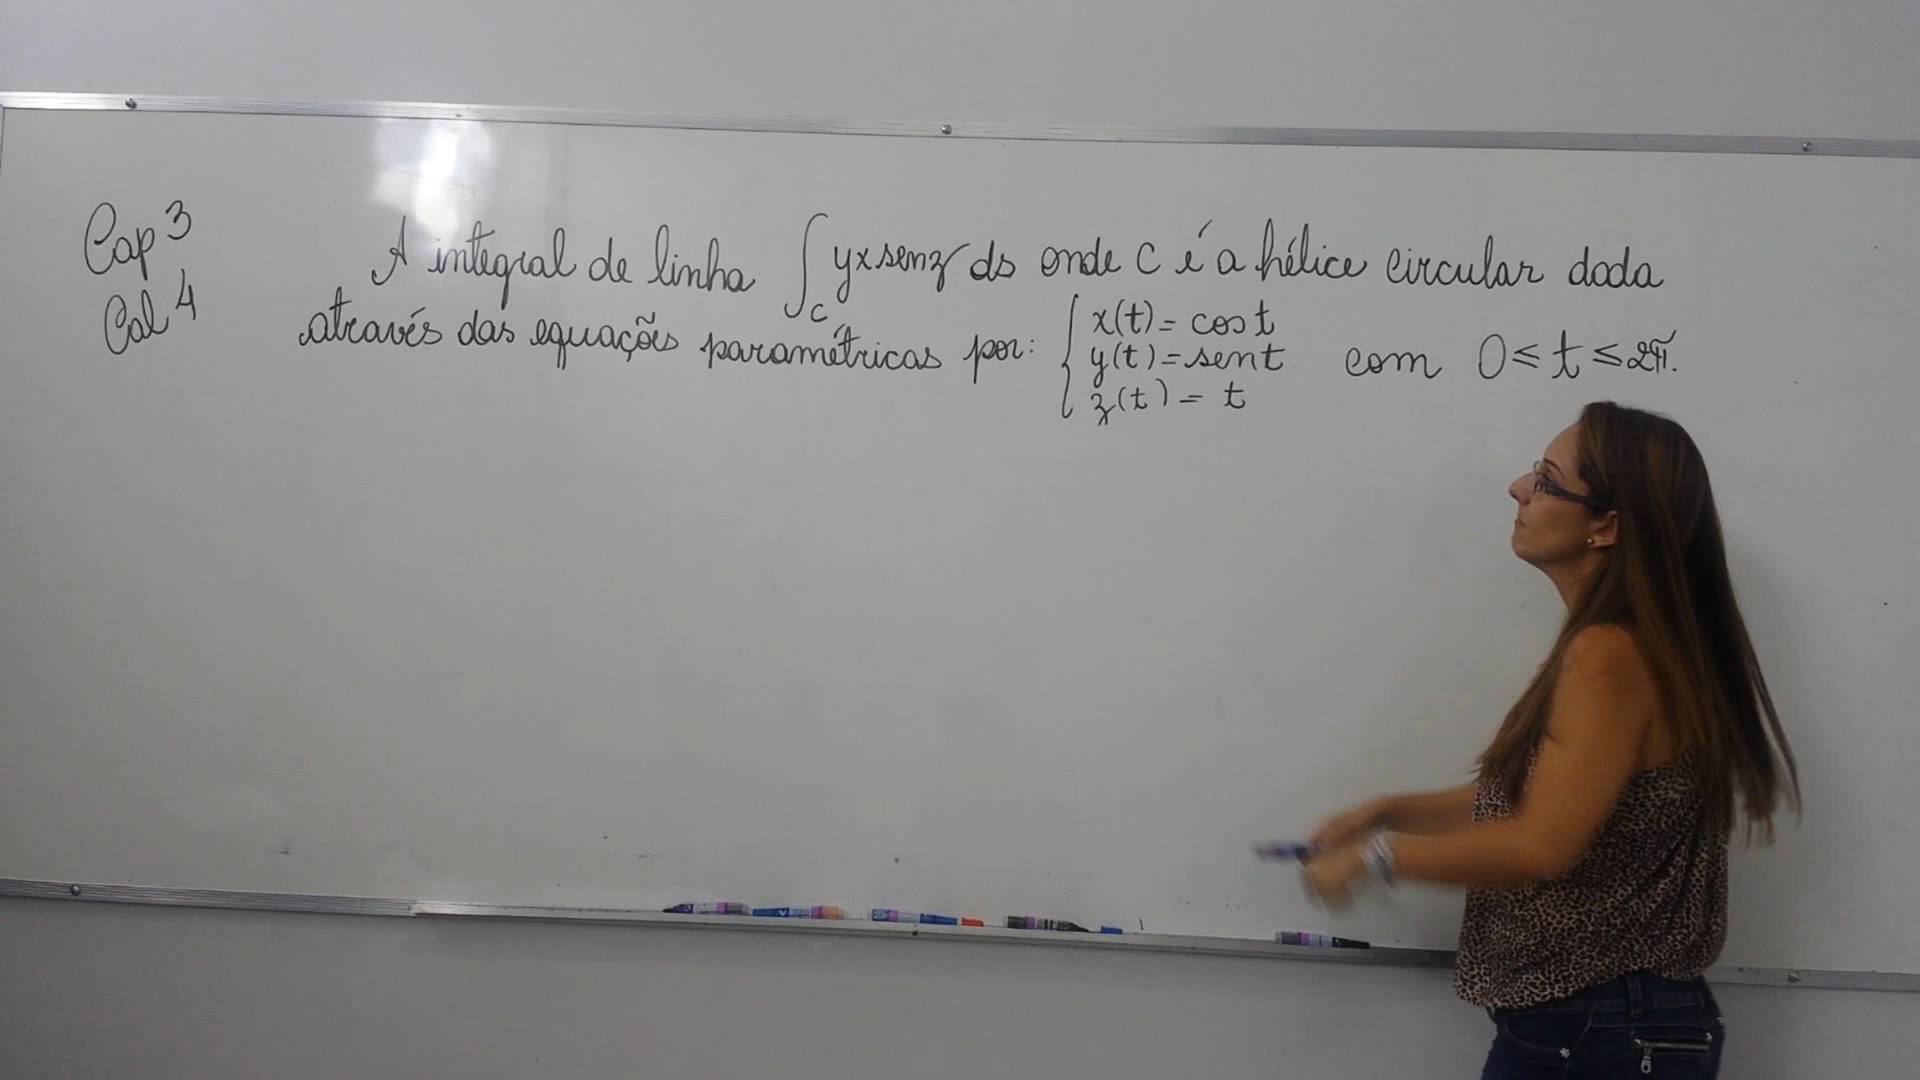 Cap 3
Cal 4
A integral de linha ∫_C yxsenz ds onde C é a hélice circular dada
através das equações paramétricas por: { x(t) = cos t
y(t) = sent com 0 ≤ t ≤ 2π.
z(t) = t